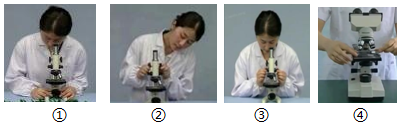 ① ② ③ ④